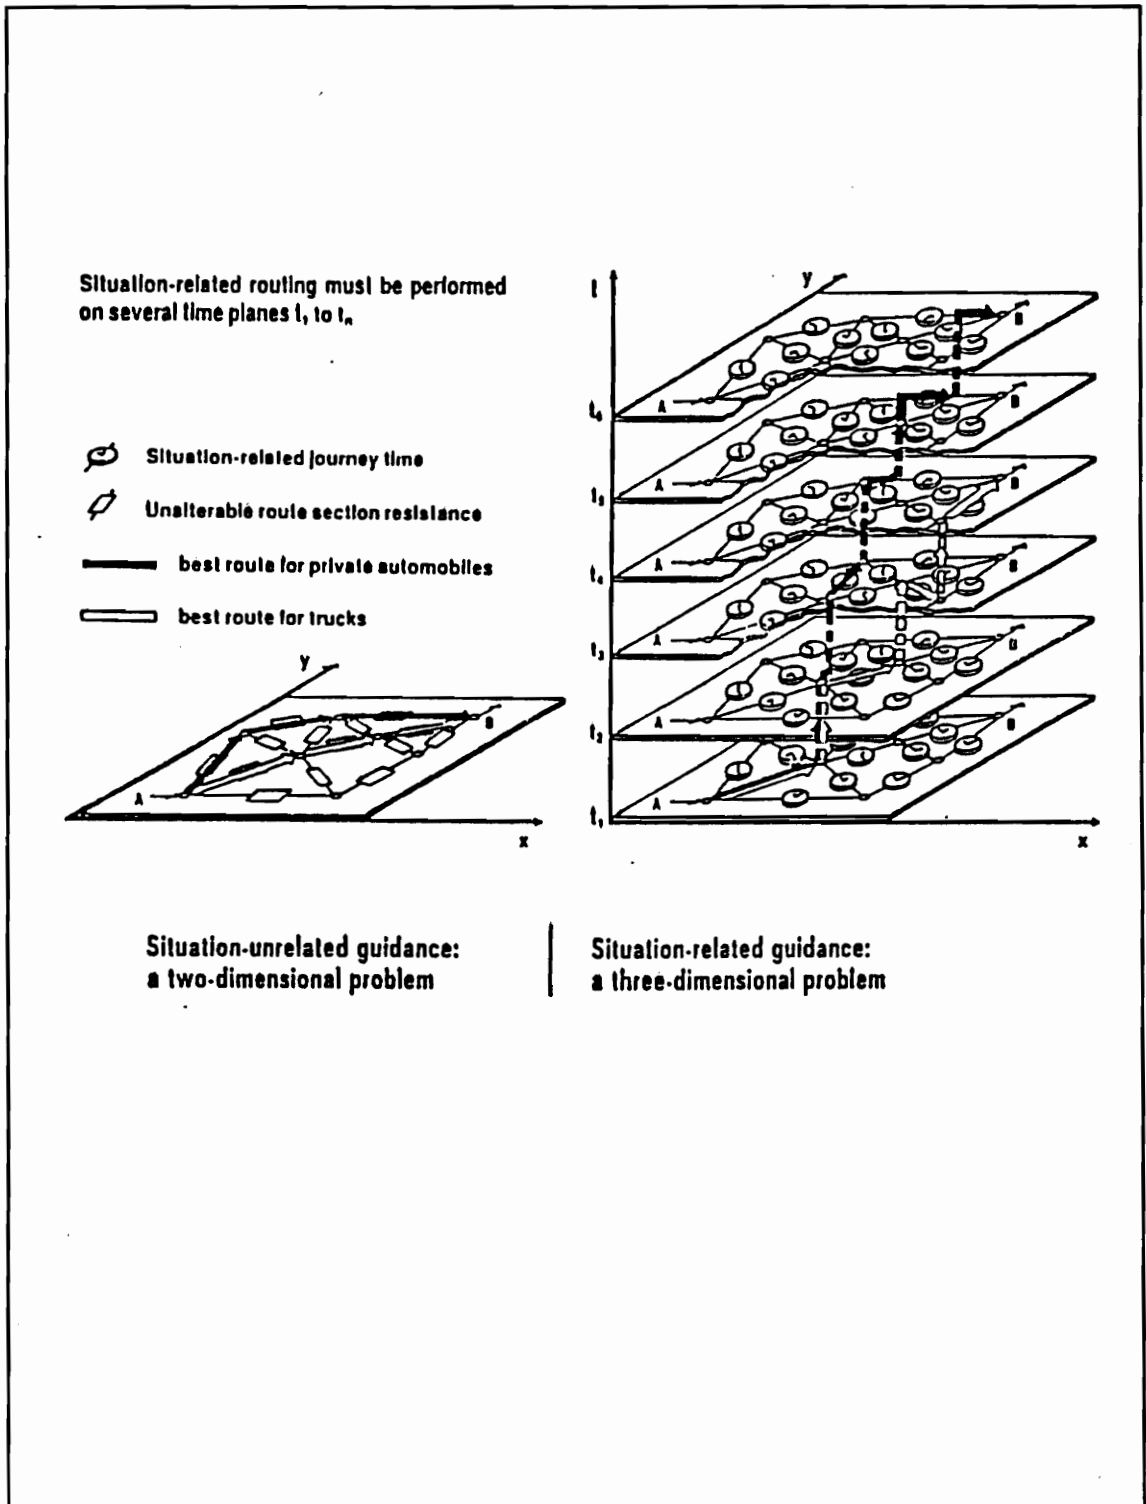 Situation-related routing must be performed
on several time planes t₁ to tₙ
Situation-related journey time
Unalterable route section resistance
best route for private automobiles
best route for trucks
y
A
B
x
t
y
A
B
t₆
A
B
t₅
A
B
t₄
A
B
t₃
A
B
t₂
A
B
t₁
x
Situation-unrelated guidance:
a two-dimensional problem
Situation-related guidance:
a three-dimensional problem